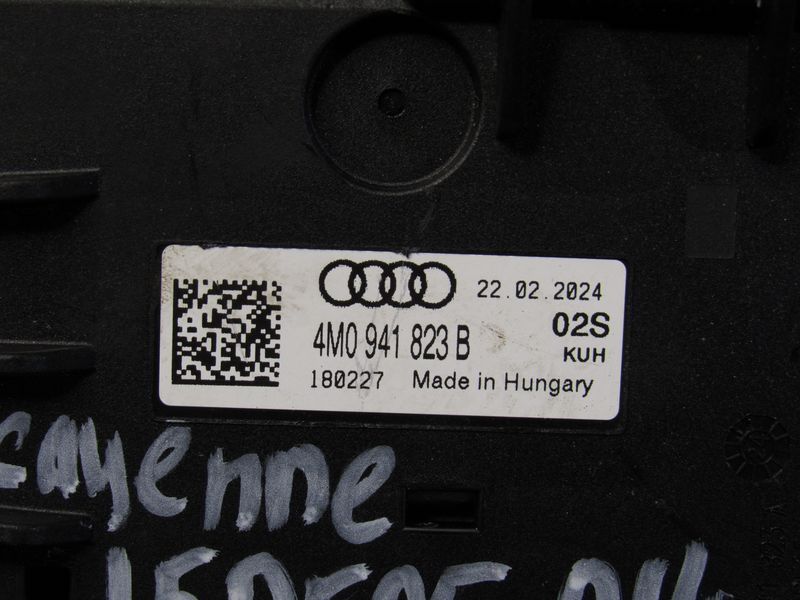 22.02.2024
4M0 941 823 B
02S
KUH
180227 Made in Hungary
Cayenne